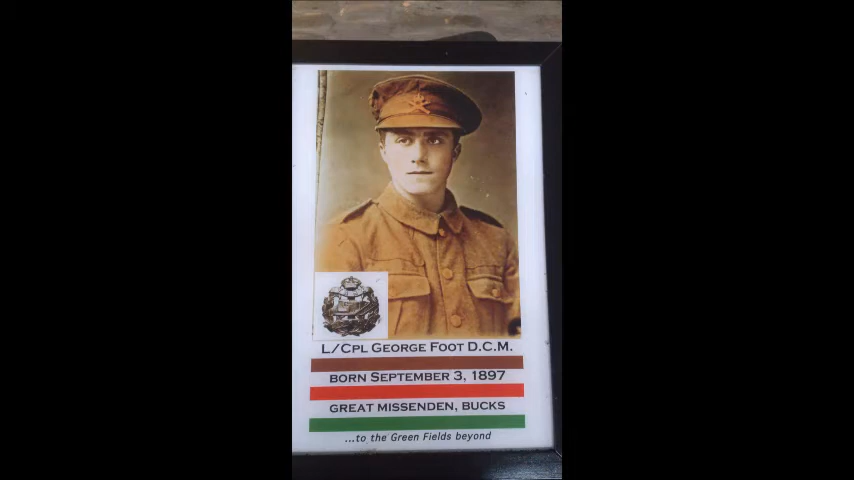 L/CPL GEORGE FOOT D.C.M.
BORN SEPTEMBER 3, 1897
GREAT MISSENDEN, BUCKS
...to the Green Fields beyond